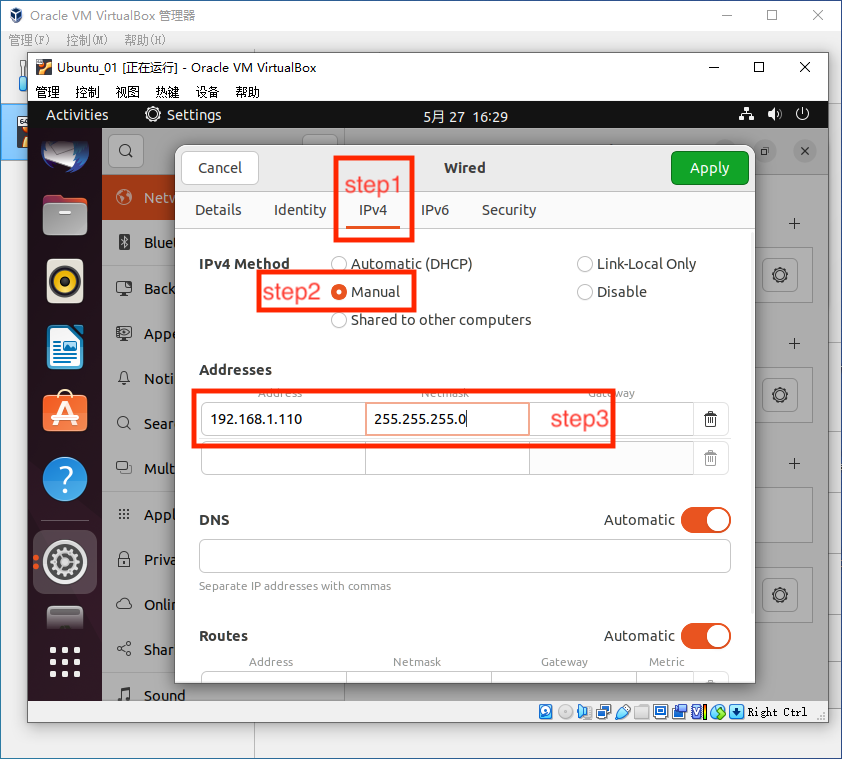 Oracle VM VirtualBox 管理器
管理(F) 控制(M) 帮助(H)
Ubuntu_01 [正在运行] - Oracle VM VirtualBox
管理 控制 视图 热键 设备 帮助
Activities Settings 5月 27 16:29
Cancel Wired Apply
step1
Details Identity IPv4 IPv6 Security
IPv4 Method Automatic (DHCP) Link-Local Only
step2 Manual Disable
Shared to other computers
Addresses
Address Netmask Gateway
192.168.1.110 255.255.255.0 step3
DNS Automatic
Separate IP addresses with commas
Routes Automatic
Address Netmask Gateway Metric
Netw
Bluet
Back
Appe
Noti
Sear
Mult
Appl
Priva
Onlin
Shar
Sound
Right Ctrl